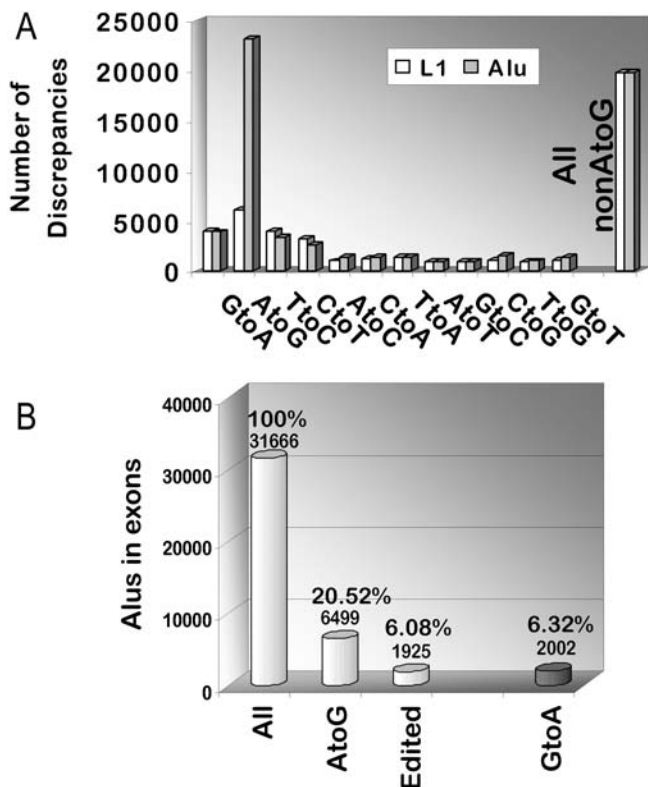 A
Number of
Discrepancies
25000
20000
15000
10000
5000
0
L1
Alu
All
nonAtoG
GtoA
AtoG
TtoC
CtoT
AtoC
CtoA
TtoA
AtoT
GtoC
CtoG
TtoG
GtoT
B
Alus in exons
40000
30000
20000
10000
0
100%
31666
20.52%
6499
6.08%
1925
6.32%
2002
All
AtoG
Edited
GtoA